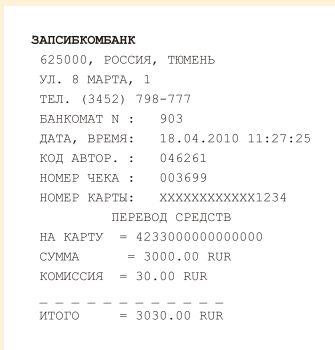 ЗАПСИБКОМБАНК
625000, РОССИЯ, ТЮМЕНЬ
УЛ. 8 МАРТА, 1
ТЕЛ. (3452) 798-777
БАНКОМАТ N : 903
ДАТА, ВРЕМЯ: 18.04.2010 11:27:25
КОД АВТОР. : 046261
НОМЕР ЧЕКА : 003699
НОМЕР КАРТЫ: XXXXXXXXXXXX1234
ПЕРЕВОД СРЕДСТВ
НА КАРТУ = 4233000000000000
СУММА = 3000.00 RUR
КОМИССИЯ = 30.00 RUR
_ _ _ _ _ _ _ _ _ _ _ _
ИТОГО = 3030.00 RUR